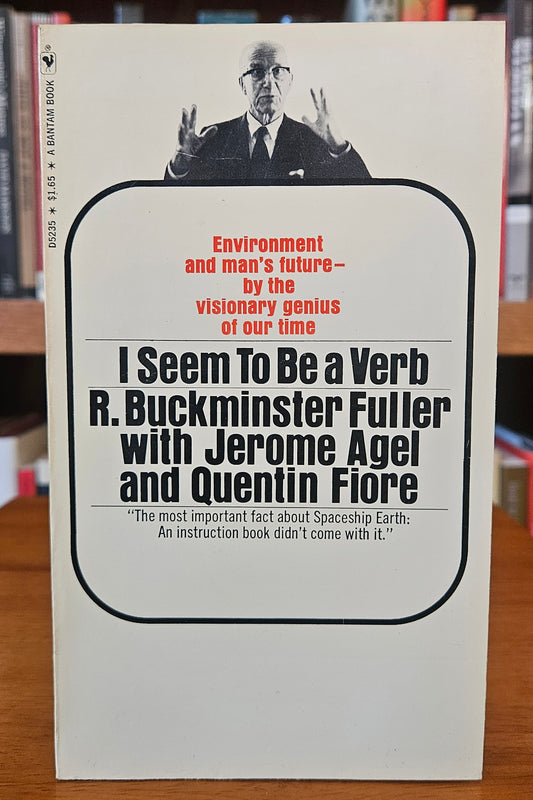 D5235 * $1.65 * A BANTAM BOOK
Environment
and man's future—
by the
visionary genius
of our time
I Seem To Be a Verb
R. Buckminster Fuller
with Jerome Agel
and Quentin Fiore
"The most important fact about Spaceship Earth:
An instruction book didn't come with it."